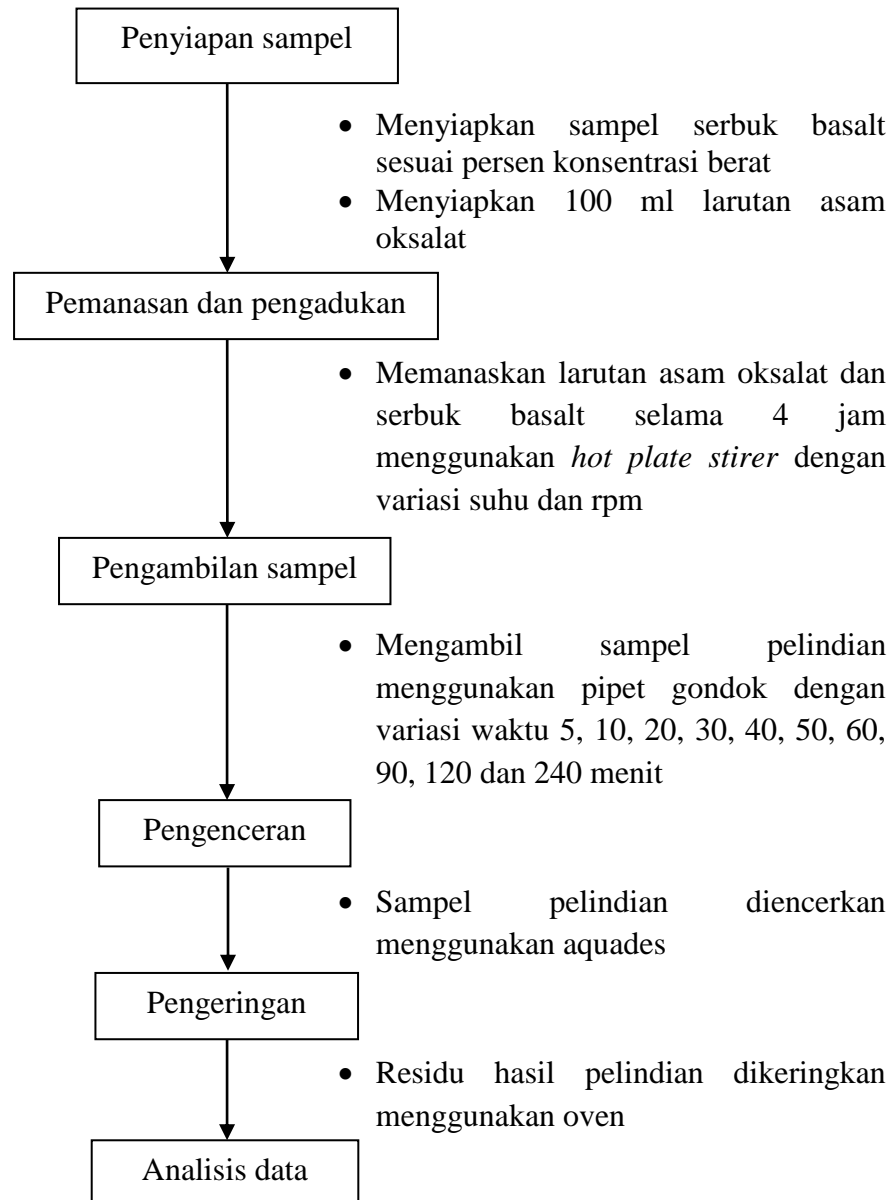 Penyiapan sampel
• Menyiapkan sampel serbuk basalt
sesuai persen konsentrasi berat
• Menyiapkan 100 ml larutan asam
oksalat
Pemanasan dan pengadukan
• Memanaskan larutan asam oksalat dan
serbuk basalt selama 4 jam
menggunakan hot plate stirer dengan
variasi suhu dan rpm
Pengambilan sampel
• Mengambil sampel pelindian
menggunakan pipet gondok dengan
variasi waktu 5, 10, 20, 30, 40, 50, 60,
90, 120 dan 240 menit
Pengenceran
• Sampel pelindian diencerkan
menggunakan aquades
Pengeringan
• Residu hasil pelindian dikeringkan
menggunakan oven
Analisis data